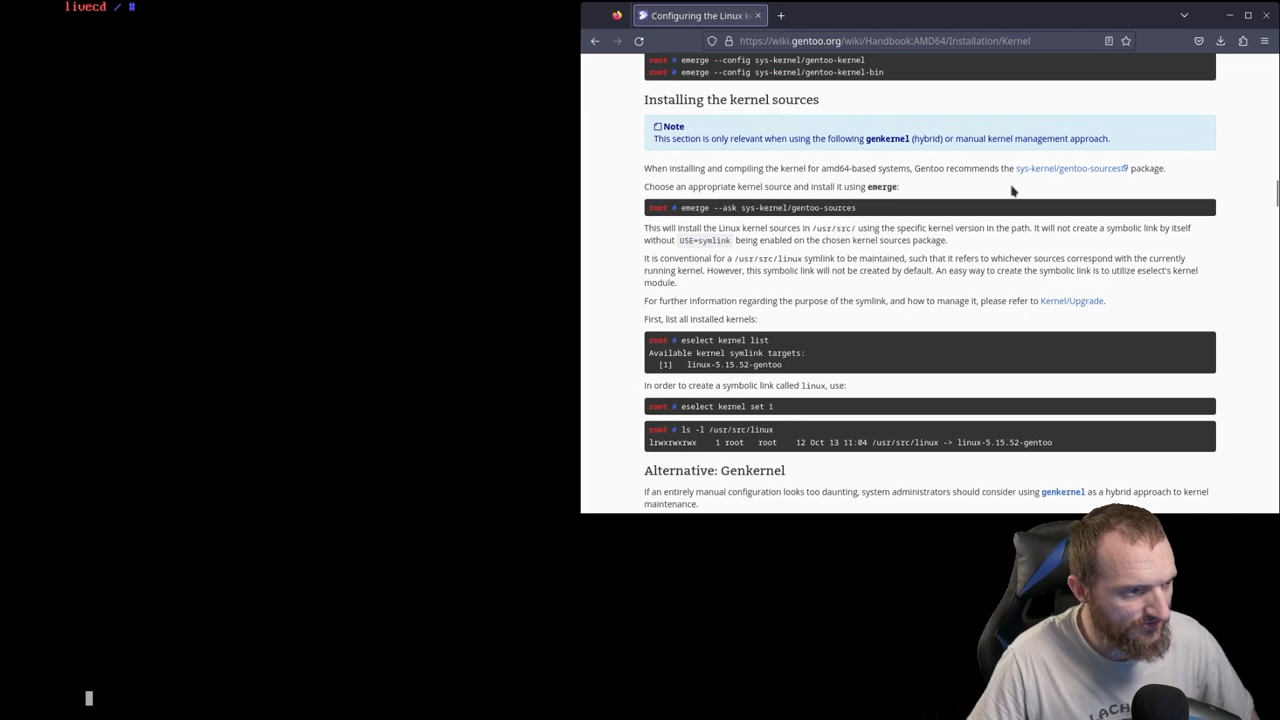 livecd / #
Configuring the Linux k
https://wiki.gentoo.org/wiki/Handbook:AMD64/Installation/Kernel
root # emerge --config sys-kernel/gentoo-kernel
root # emerge --config sys-kernel/gentoo-kernel-bin
Installing the kernel sources
Note
This section is only relevant when using the following genkernel (hybrid) or manual kernel management approach.
When installing and compiling the kernel for amd64-based systems, Gentoo recommends the sys-kernel/gentoo-sources package.
Choose an appropriate kernel source and install it using emerge:
root # emerge --ask sys-kernel/gentoo-sources
This will install the Linux kernel sources in /usr/src/ using the specific kernel version in the path. It will not create a symbolic link by itself
without USE=symlink being enabled on the chosen kernel sources package.
It is conventional for a /usr/src/linux symlink to be maintained, such that it refers to whichever sources correspond with the currently
running kernel. However, this symbolic link will not be created by default. An easy way to create the symbolic link is to utilize eselect's kernel
module.
For further information regarding the purpose of the symlink, and how to manage it, please refer to Kernel/Upgrade.
First, list all installed kernels:
root # eselect kernel list
Available kernel symlink targets:
[1] linux-5.15.52-gentoo
In order to create a symbolic link called linux, use:
root # eselect kernel set 1
root # ls -l /usr/src/linux
lrwxrwxrwx 1 root root 12 Oct 13 11:04 /usr/src/linux -> linux-5.15.52-gentoo
Alternative: Genkernel
If an entirely manual configuration looks too daunting, system administrators should consider using genkernel as a hybrid approach to kernel
maintenance.